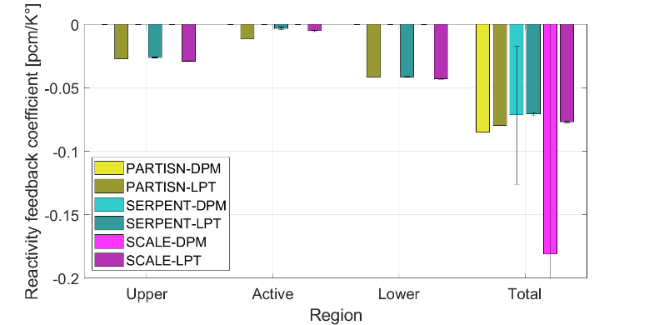 Reactivity feedback coefficient [pcm/K°]
0
-0.05
-0.1
-0.15
-0.2
PARTISN-DPM
PARTISN-LPT
SERPENT-DPM
SERPENT-LPT
SCALE-DPM
SCALE-LPT
Upper
Active
Lower
Total
Region